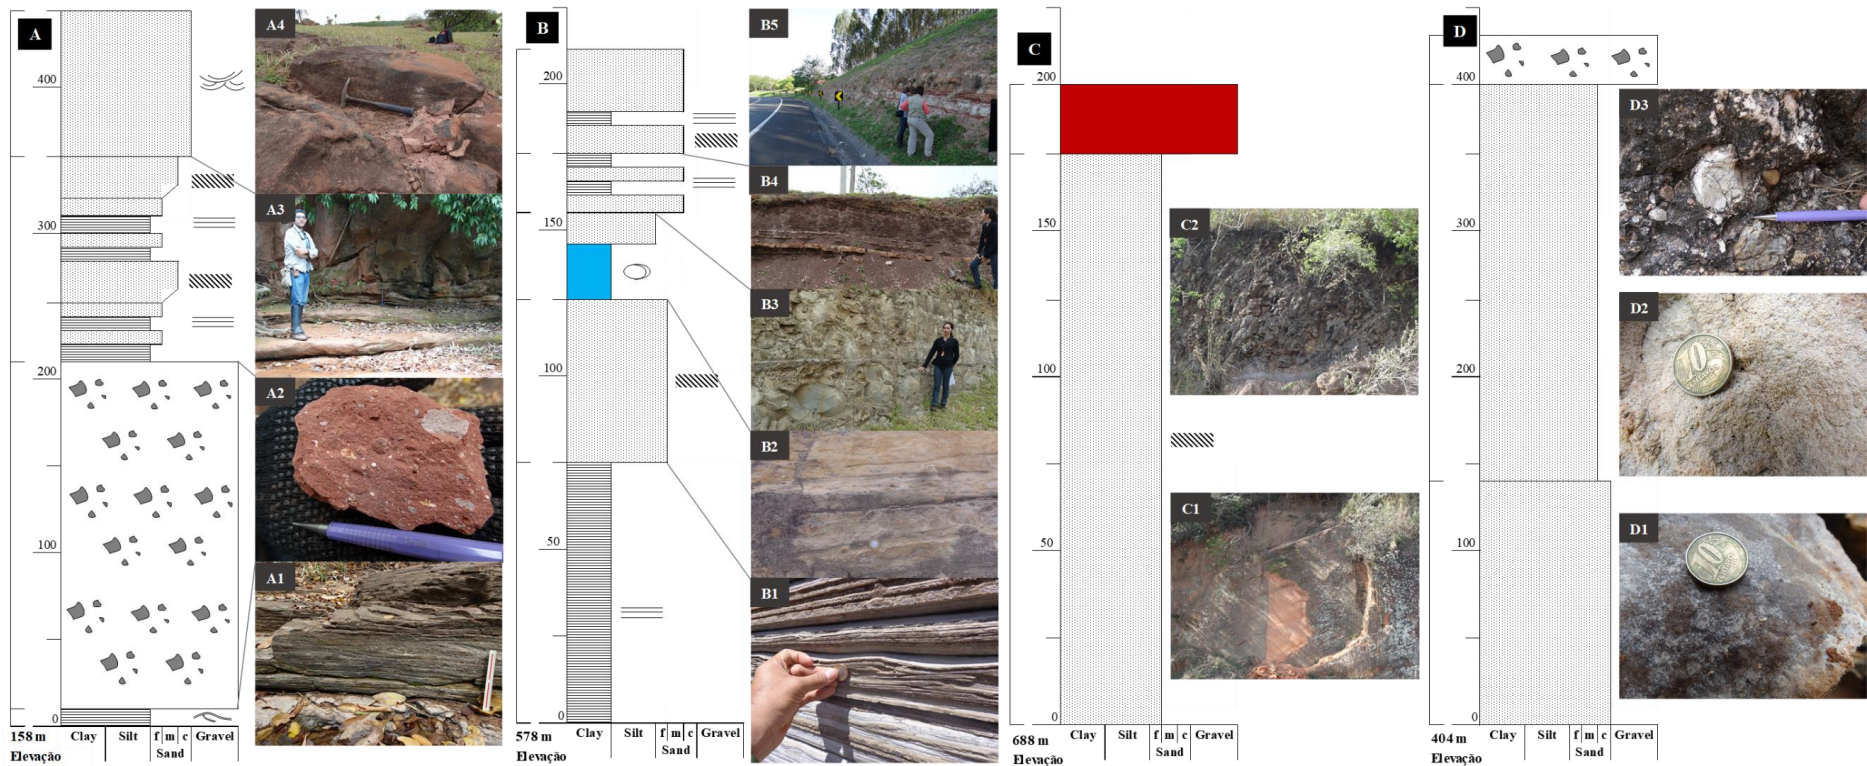 A
400
300
200
100
0
158 m
Elevação
Clay
Silt
f
m
c
Sand
Gravel
A4
A3
A2
A1
B
200
150
100
50
0
578 m
Elevação
Clay
Silt
f
m
c
Sand
Gravel
B5
B4
B3
B2
B1
C
200
150
100
50
0
688 m
Elevação
Clay
Silt
f
m
c
Sand
Gravel
C2
C1
D
400
300
200
100
0
404 m
Elevação
Clay
Silt
f
m
c
Sand
Gravel
D3
D2
10
D1
10